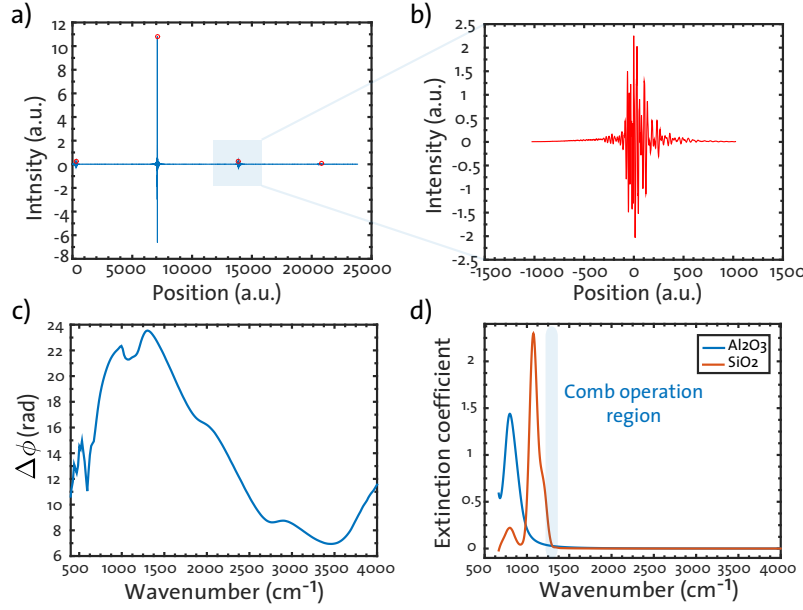 a)
12
10
8
6
4
2
0
-2
-4
-6
-8
Intnsity (a.u.)
0 5000 10000 15000 20000 25000
Position (a.u.)
b)
2.5
2
1.5
1
0.5
0
-0.5
-1
-1.5
-2
-2.5
Intensity (a.u.)
-1500 -1000 -500 0 500 1000 1500
Position (a.u.)
c)
24
22
20
18
16
14
12
10
8
6
Δϕ (rad)
500 1000 1500 2000 2500 3000 3500 4000
Wavenumber (cm⁻¹)
d)
2
1.5
1
0.5
0
Extinction coefficient
Al2O3
SiO2
Comb operation
region
500 1000 1500 2000 2500 3000 3500 4000
Wavenumber (cm⁻¹)